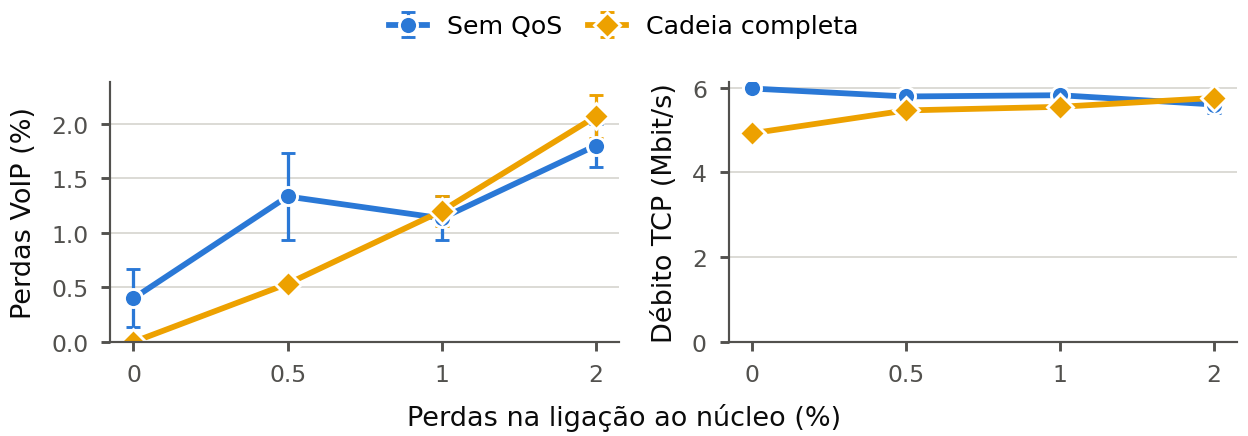 Sem QoS Cadeia completa
Perdas VoIP (%)
2.0
1.5
1.0
0.5
0.0
0 0.5 1 2
Débito TCP (Mbit/s)
6
4
2
0
0 0.5 1 2
Perdas na ligação ao núcleo (%)